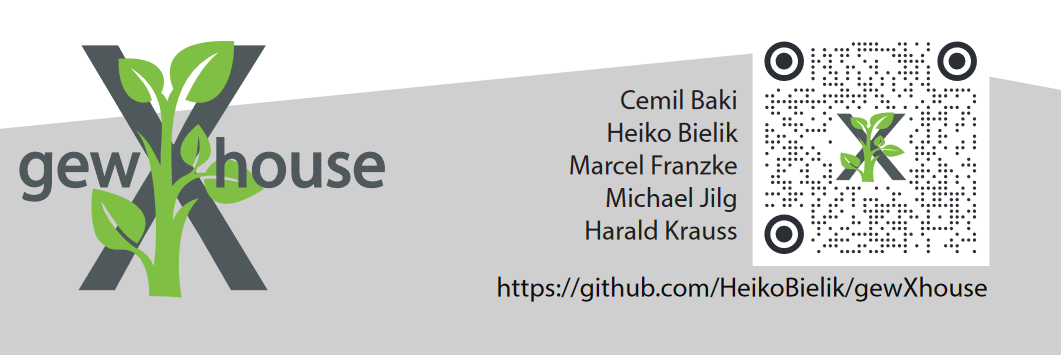 gewXhouse
Cemil Baki
Heiko Bielik
Marcel Franzke
Michael Jilg
Harald Krauss
https://github.com/HeikoBielik/gewXhouse